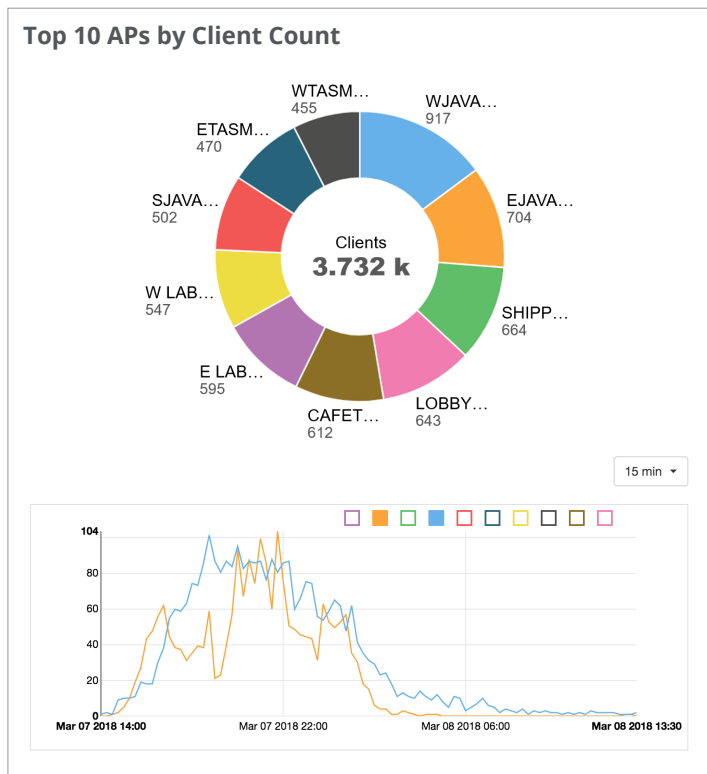 Top 10 APs by Client Count
WTASM...
455
WJAVA...
917
ETASM...
470
EJAVA...
704
SJAVA...
502
Clients
3.732 k
W LAB...
547
SHIPP...
664
E LAB...
595
LOBBY...
643
CAFET...
612
15 min
104
80
60
40
20
0
Mar 07 2018 14:00
Mar 07 2018 22:00
Mar 08 2018 06:00
Mar 08 2018 13:30